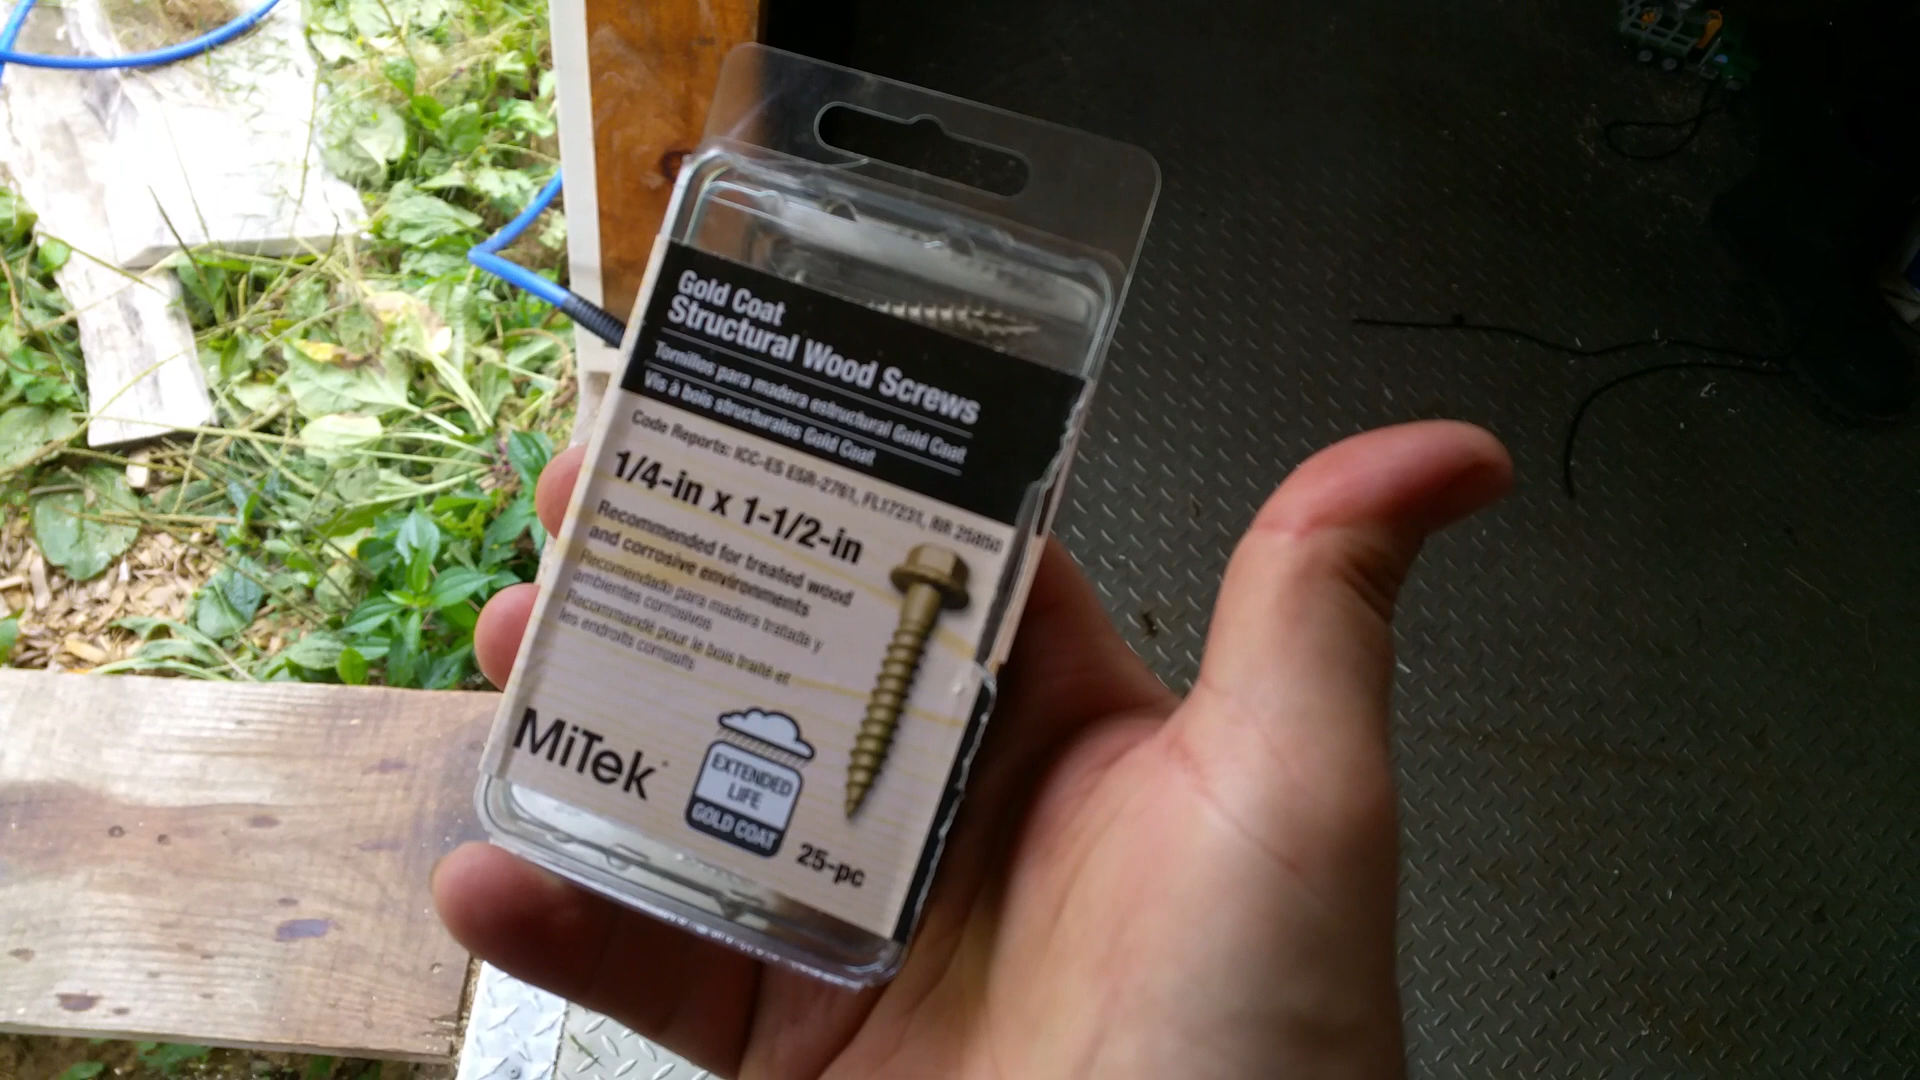 Gold Coat
Structural Wood Screws
Tornillos para madera estructural Gold Coat
Vis à bois structurales Gold Coat
Code Reports: ICC-ES ESR-2761, FL17231, RR 25850
1/4-in x 1-1/2-in
Recommended for treated wood
and corrosive environments
Recomendado para madera tratada y
ambientes corrosivos
Recommandé pour le bois traité et
les endroits corrosifs
MiTek
EXTENDED
LIFE
GOLD COAT
25-pc